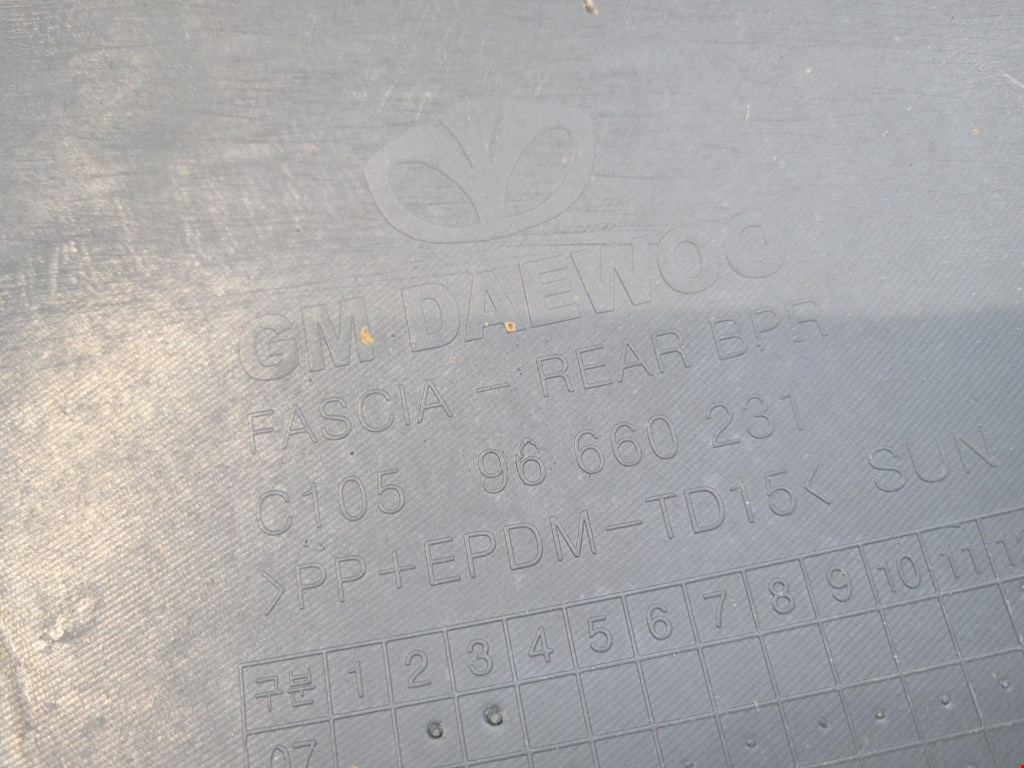 GM DAEWOO
FASCIA - REAR BPR
C105 96 660 231
>PP+EPDM-TD15< SUN
구분 1 2 3 4 5 6 7 8 9 10 11
07